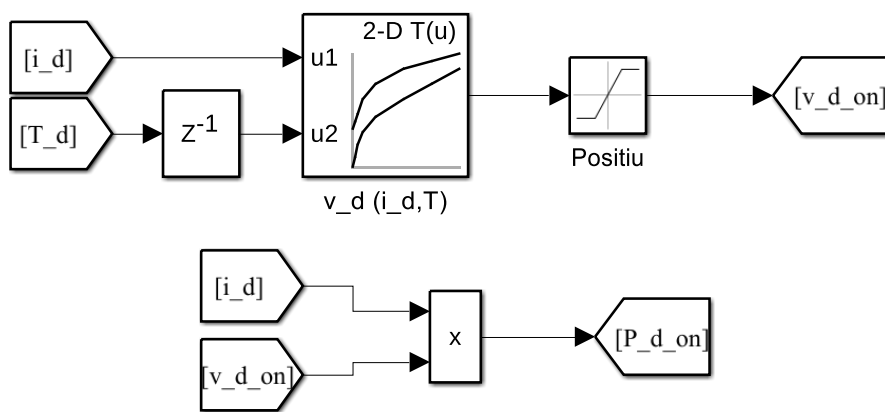 [i_d]
[T_d]
Z-1
u1
u2
2-D T(u)
v_d (i_d,T)
Positiu
[v_d_on]
[i_d]
[v_d_on]
x
[P_d_on]